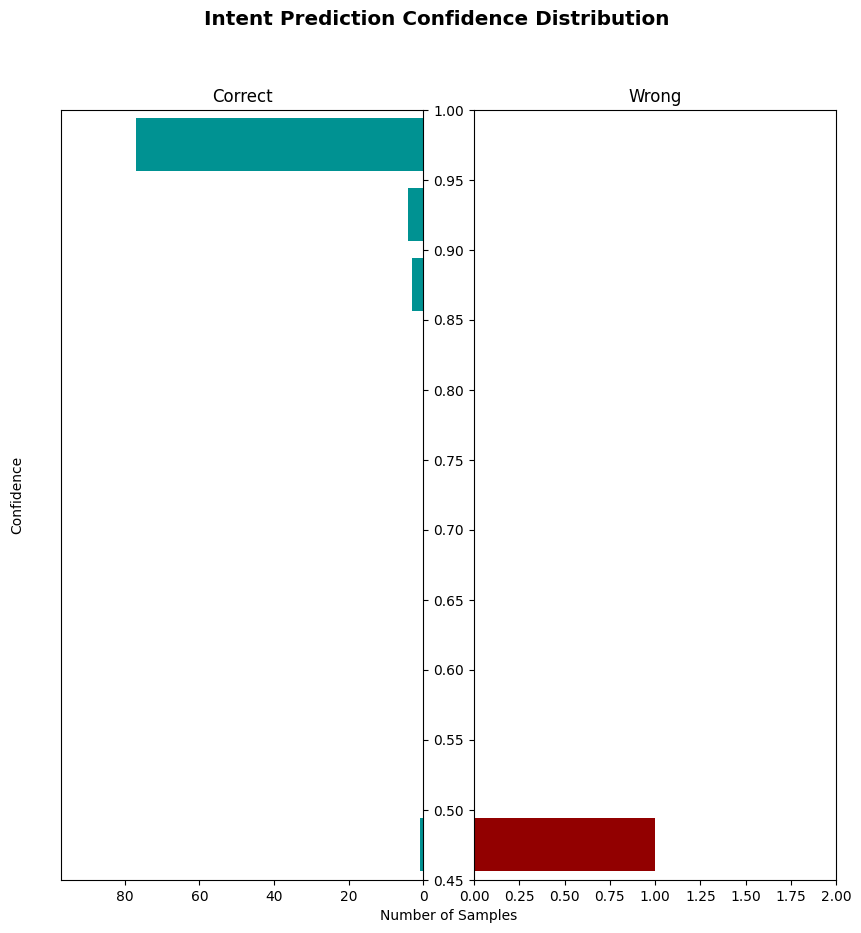 Intent Prediction Confidence Distribution
Correct
Wrong
1.00
0.95
0.90
0.85
0.80
0.75
0.70
0.65
0.60
0.55
0.50
0.45
Confidence
80 60 40 20 0
0.00 0.25 0.50 0.75 1.00 1.25 1.50 1.75 2.00
Number of Samples